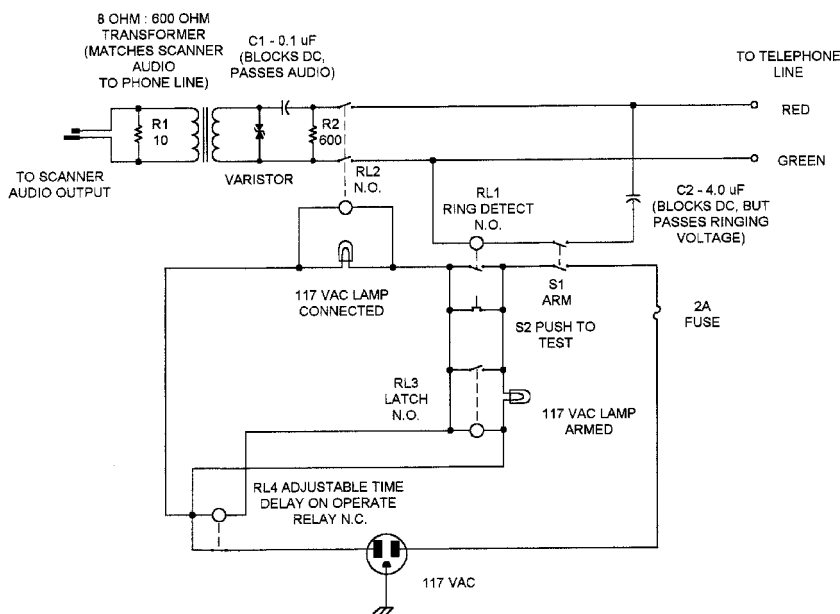 8 OHM : 600 OHM
TRANSFORMER
(MATCHES SCANNER
AUDIO
TO PHONE LINE)
C1 - 0.1 uF
(BLOCKS DC,
PASSES AUDIO)
TO TELEPHONE
LINE
R1
10
R2
600
RED
GREEN
TO SCANNER
AUDIO OUTPUT
VARISTOR
RL2
N.O.
RL1
RING DETECT
N.O.
C2 - 4.0 uF
(BLOCKS DC, BUT
PASSES RINGING
VOLTAGE)
117 VAC LAMP
CONNECTED
S1
ARM
S2 PUSH TO
TEST
2A
FUSE
RL3
LATCH
N.O.
117 VAC LAMP
ARMED
RL4 ADJUSTABLE TIME
DELAY ON OPERATE
RELAY N.C.
117 VAC